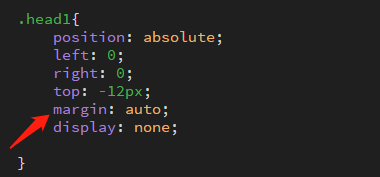 .head1{
position: absolute;
left: 0;
right: 0;
top: -12px;
margin: auto;
display: none;
}